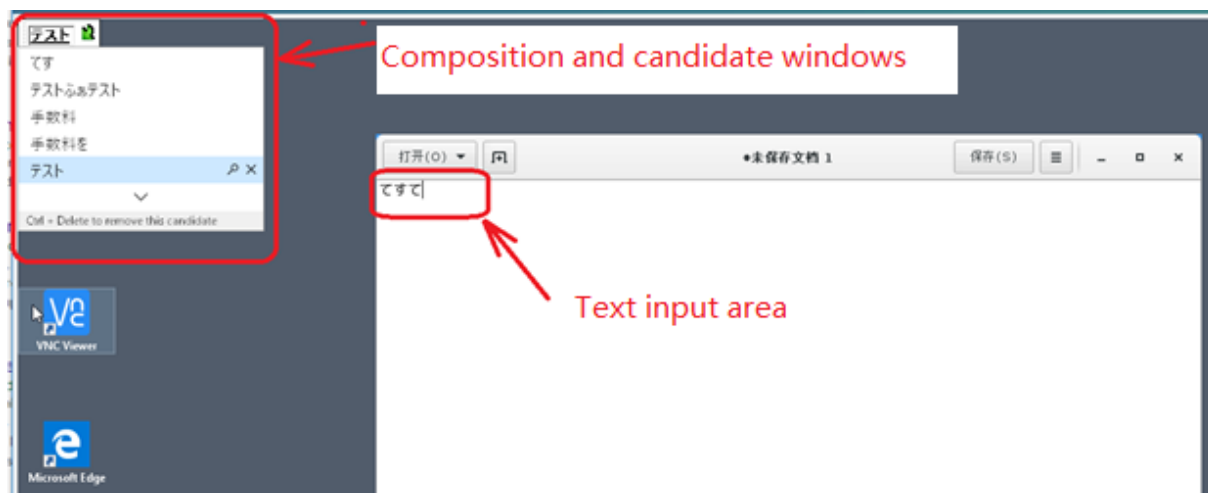 テスト
てす
テストふぁテスト
手数料
手数料を
テスト
Ctrl + Delete to remove this candidate
Composition and candidate windows
打开(O)
•未保存文档 1
保存(S)
てすて
Text input area
VNC Viewer
Microsoft Edge